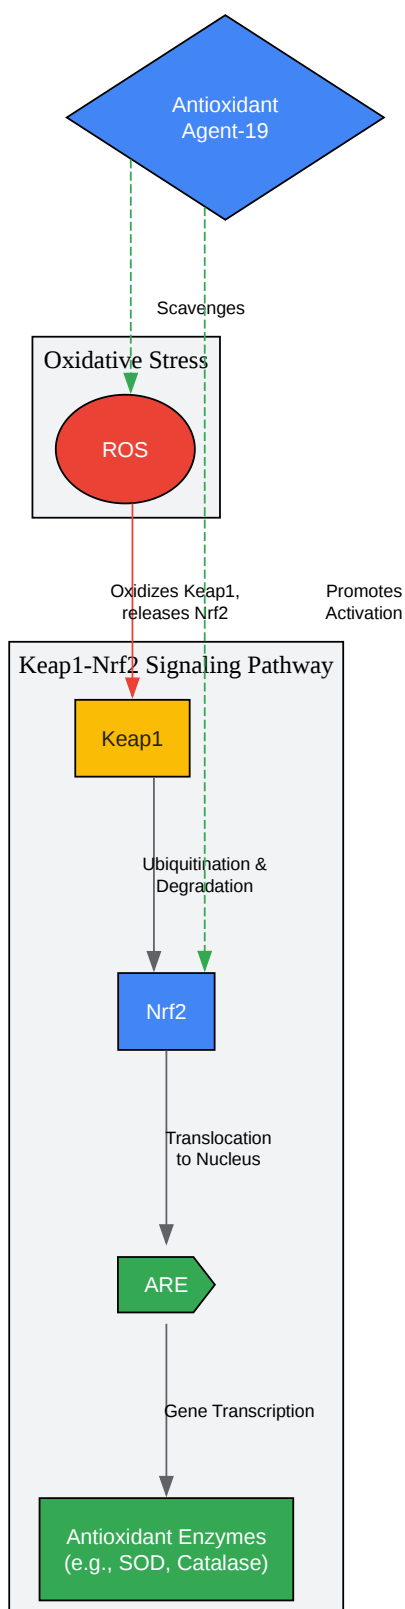 Antioxidant
Agent-19
Scavenges
Oxidative Stress
ROS
Oxidizes Keap1,
releases Nrf2
Promotes
Activation
Keap1-Nrf2 Signaling Pathway
Keap1
Ubiquitination &
Degradation
Nrf2
Translocation
to Nucleus
ARE
Gene Transcription
Antioxidant Enzymes
(e.g., SOD, Catalase)